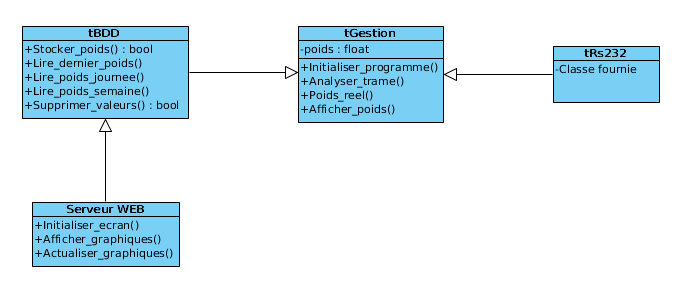 tBDD
+Stocker_poids() : bool
+Lire_dernier_poids()
+Lire_poids_journee()
+Lire_poids_semaine()
+Supprimer_valeurs() : bool
tGestion
-poids : float
+Initialiser_programme()
+Analyser_trame()
+Poids_reel()
+Afficher_poids()
tRs232
-Classe fournie
Serveur WEB
+Initialiser_ecran()
+Afficher_graphiques()
+Actualiser_graphiques()